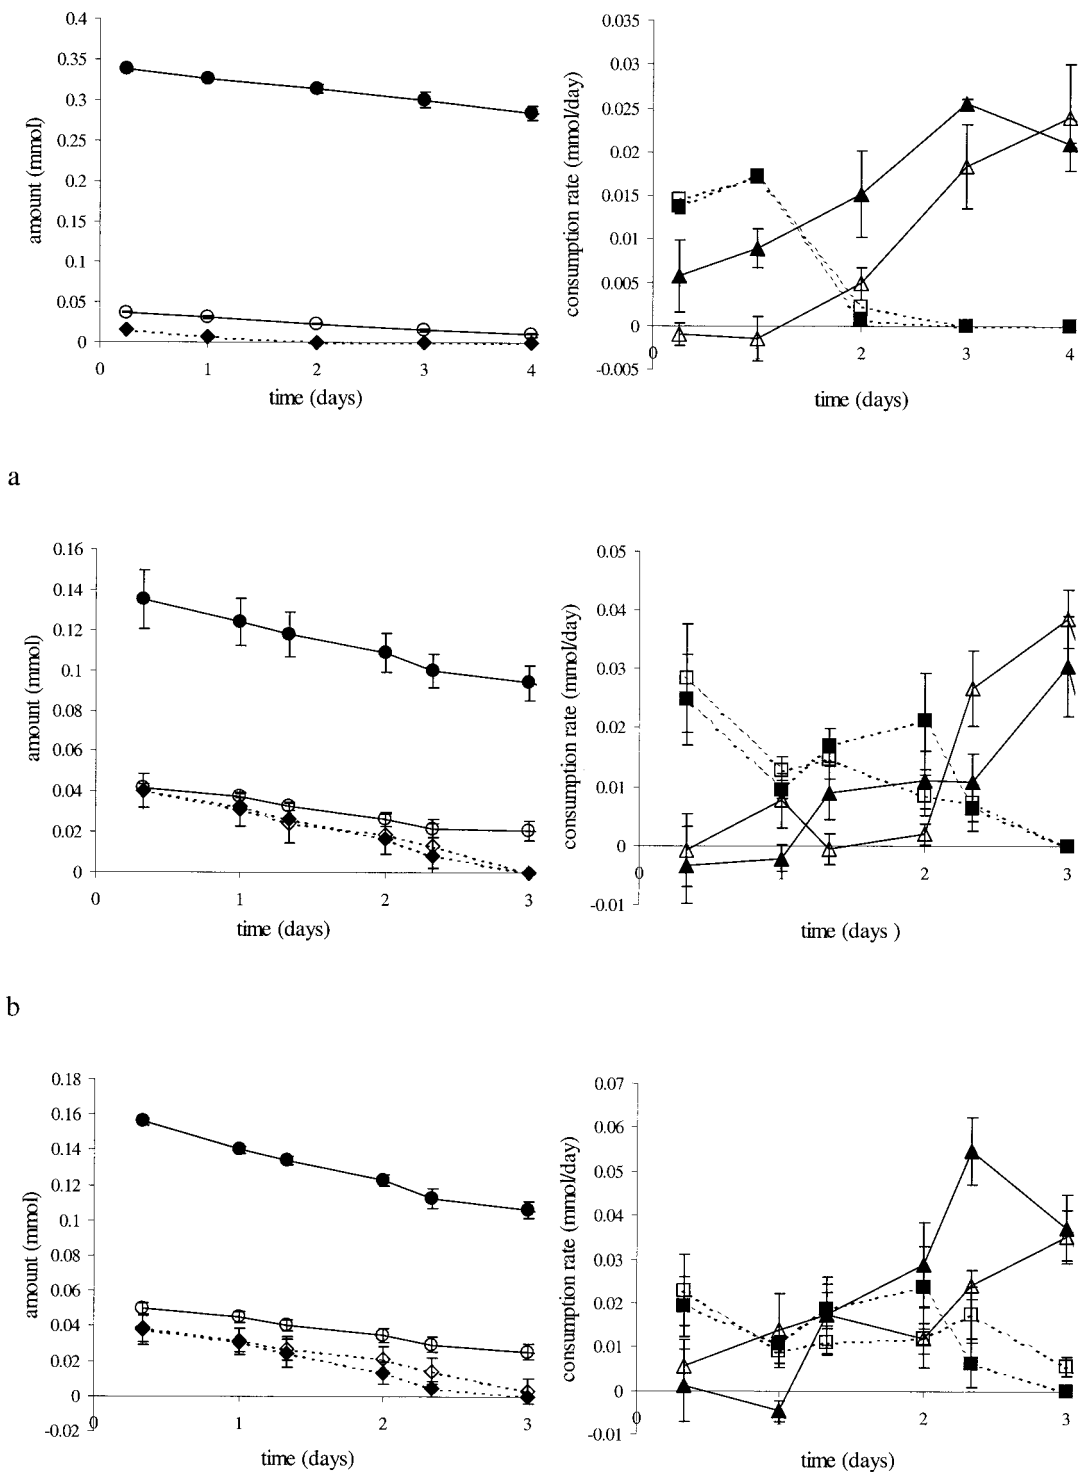 0.4
0.35
0.3
0.25
0.2
0.15
0.1
0.05
0
0 1 2 3 4
amount (mmol)
time (days)
0.035
0.03
0.025
0.02
0.015
0.01
0.005
0
-0.005
0 2 3 4
consumption rate (mmol/day)
time (days)
a
0.16
0.14
0.12
0.1
0.08
0.06
0.04
0.02
0
0 1 2 3
amount (mmol)
time (days)
0.05
0.04
0.03
0.02
0.01
0
-0.01
0 2 3
consumption rate (mmol/day)
time (days )
b
0.18
0.16
0.14
0.12
0.1
0.08
0.06
0.04
0.02
0
-0.02
0 1 2 3
amount (mmol)
time (days)
0.07
0.06
0.05
0.04
0.03
0.02
0.01
0
-0.01
0 2 3
consumption rate (mmol/day)
time (days)